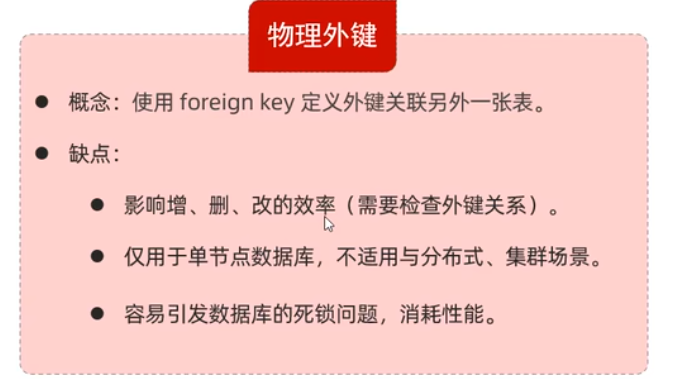 物理外键
● 概念：使用 foreign key 定义外键关联另外一张表。
● 缺点：
● 影响增、删、改的效率（需要检查外键关系）。
● 仅用于单节点数据库，不适用与分布式、集群场景。
● 容易引发数据库的死锁问题，消耗性能。